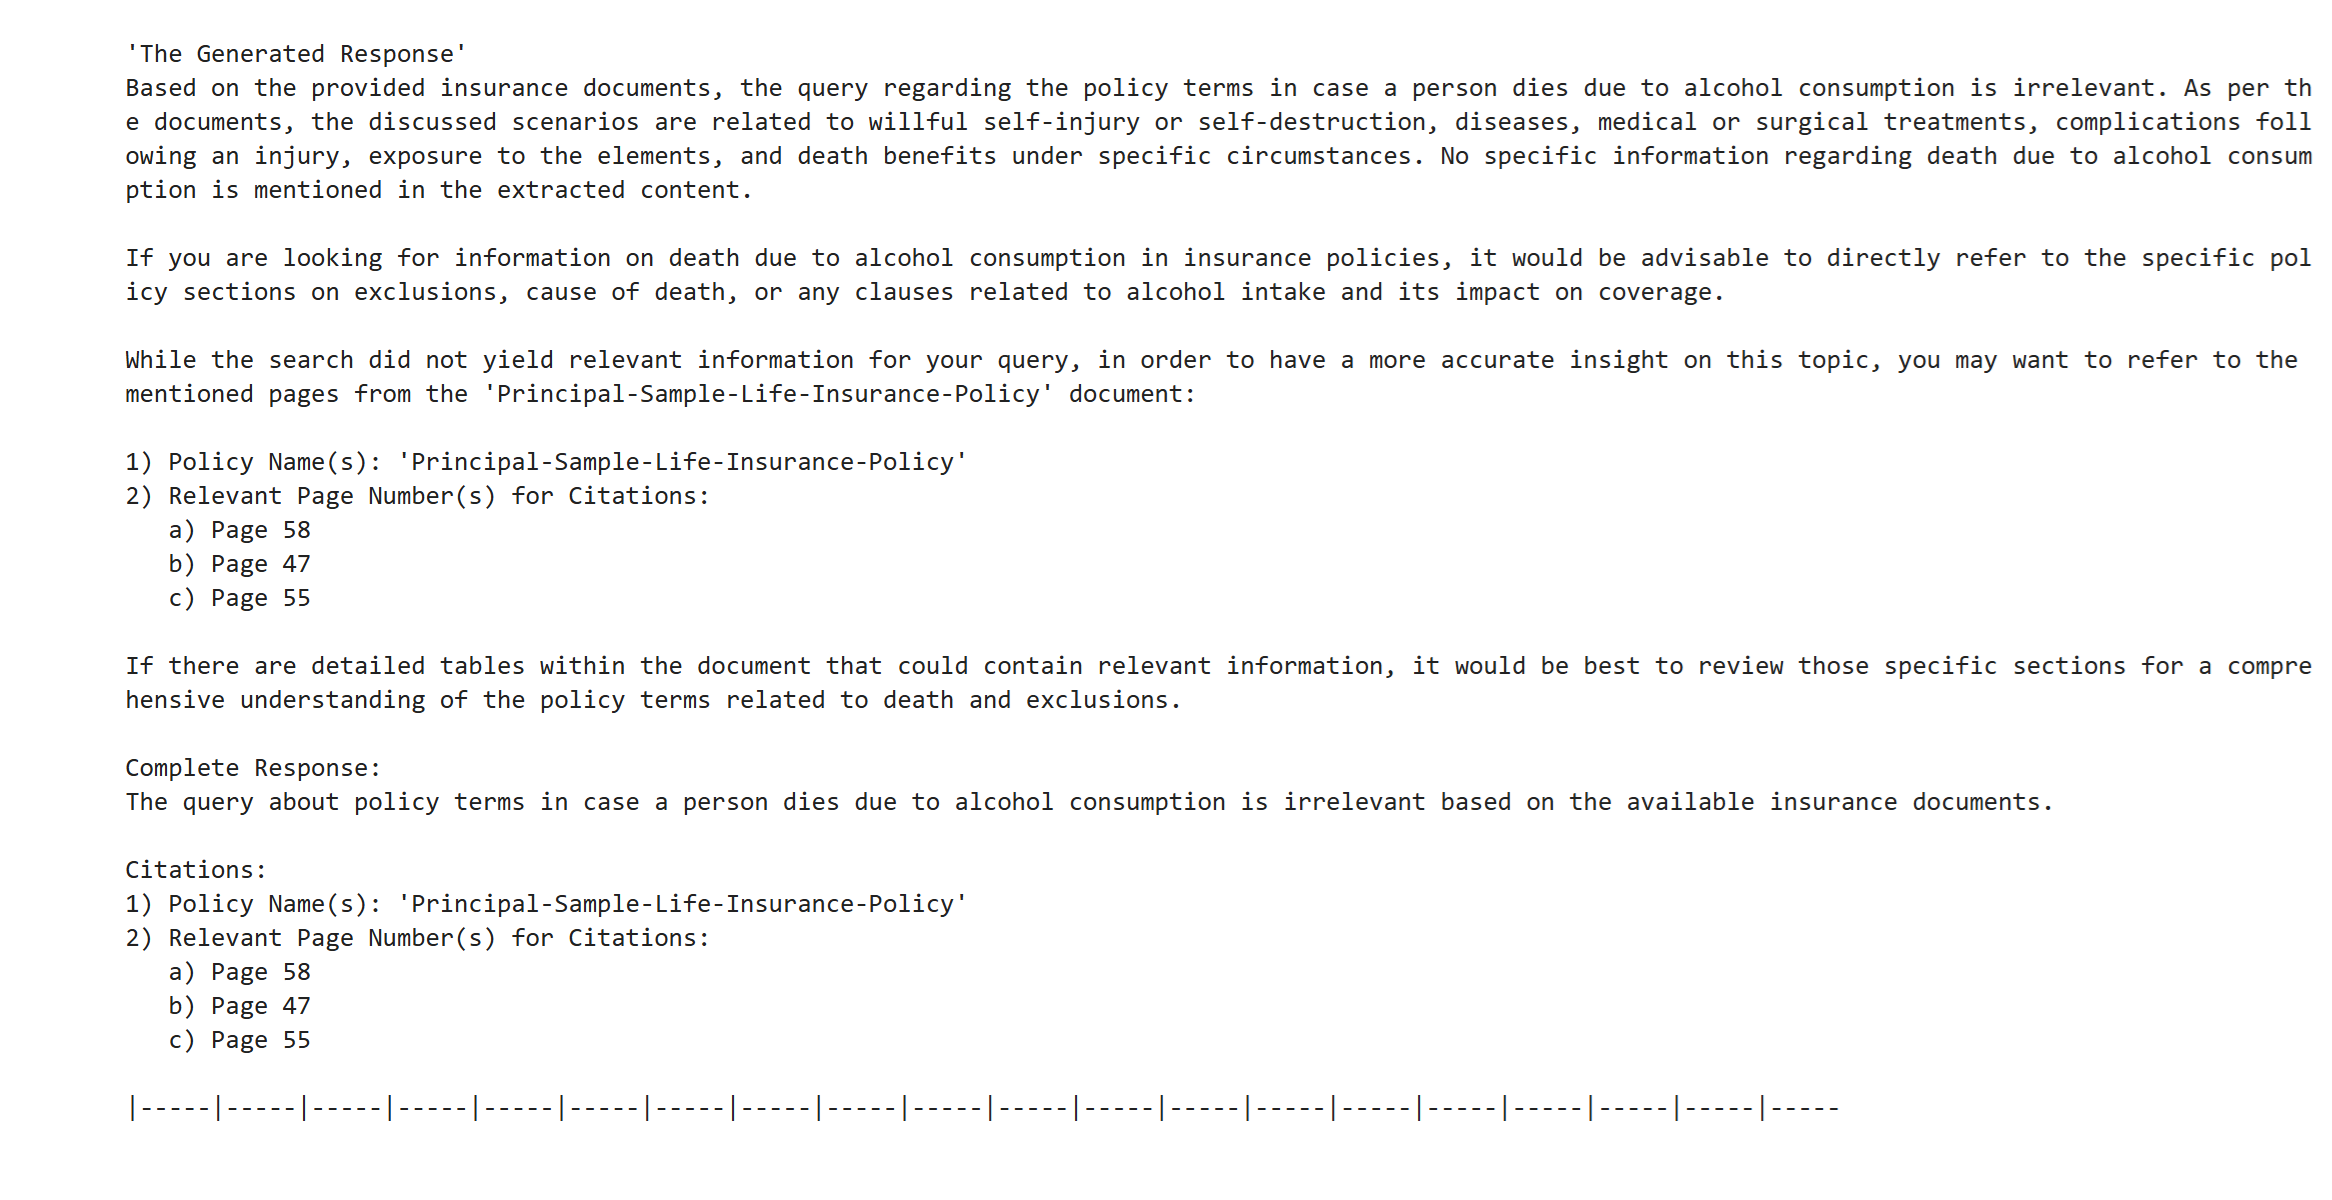 'The Generated Response'
Based on the provided insurance documents, the query regarding the policy terms in case a person dies due to alcohol consumption is irrelevant. As per th
e documents, the discussed scenarios are related to willful self-injury or self-destruction, diseases, medical or surgical treatments, complications foll
owing an injury, exposure to the elements, and death benefits under specific circumstances. No specific information regarding death due to alcohol consum
ption is mentioned in the extracted content.
If you are looking for information on death due to alcohol consumption in insurance policies, it would be advisable to directly refer to the specific pol
icy sections on exclusions, cause of death, or any clauses related to alcohol intake and its impact on coverage.
While the search did not yield relevant information for your query, in order to have a more accurate insight on this topic, you may want to refer to the
mentioned pages from the 'Principal-Sample-Life-Insurance-Policy' document:
1) Policy Name(s): 'Principal-Sample-Life-Insurance-Policy'
2) Relevant Page Number(s) for Citations:
a) Page 58
b) Page 47
c) Page 55
If there are detailed tables within the document that could contain relevant information, it would be best to review those specific sections for a compre
hensive understanding of the policy terms related to death and exclusions.
Complete Response:
The query about policy terms in case a person dies due to alcohol consumption is irrelevant based on the available insurance documents.
Citations:
1) Policy Name(s): 'Principal-Sample-Life-Insurance-Policy'
2) Relevant Page Number(s) for Citations:
a) Page 58
b) Page 47
c) Page 55
|-----|-----|-----|-----|-----|-----|-----|-----|-----|-----|-----|-----|-----|-----|-----|-----|-----|-----|-----|-----